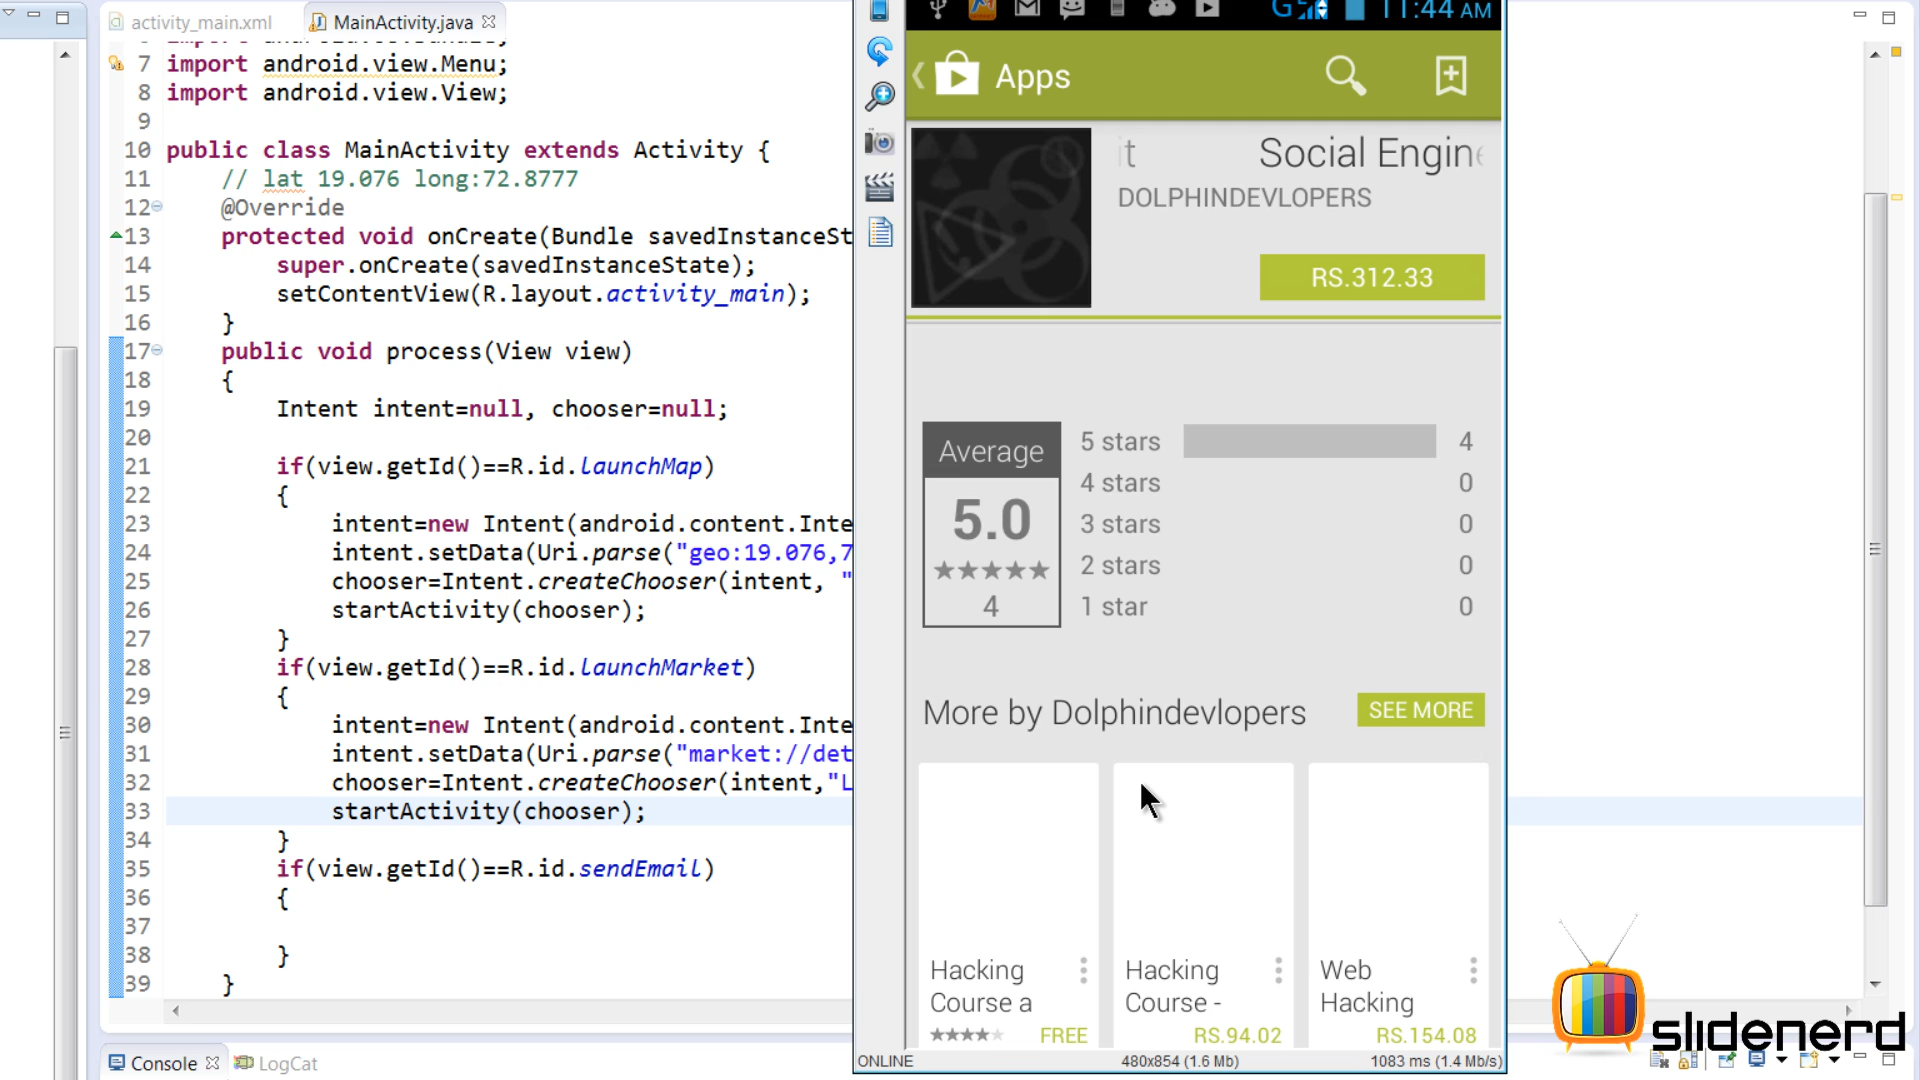 activity_main.xml
MainActivity.java
7 import android.view.Menu;
8 import android.view.View;
9
10 public class MainActivity extends Activity {
11 // lat 19.076 long:72.8777
12 @Override
13 protected void onCreate(Bundle savedInstanceSt
14 super.onCreate(savedInstanceState);
15 setContentView(R.layout.activity_main);
16 }
17 public void process(View view)
18 {
19 Intent intent=null, chooser=null;
20
21 if(view.getId()==R.id.launchMap)
22 {
23 intent=new Intent(android.content.Inte
24 intent.setData(Uri.parse("geo:19.076,7
25 chooser=Intent.createChooser(intent, "
26 startActivity(chooser);
27 }
28 if(view.getId()==R.id.launchMarket)
29 {
30 intent=new Intent(android.content.Inte
31 intent.setData(Uri.parse("market://det
32 chooser=Intent.createChooser(intent,"L
33 startActivity(chooser);
34 }
35 if(view.getId()==R.id.sendEmail)
36 {
37
38 }
39 }
Console
LogCat
G 11:44 AM
Apps
it Social Engine
DOLPHINDEVLOPERS
RS.312.33
Average
5.0
4
5 stars 4
4 stars 0
3 stars 0
2 stars 0
1 star 0
More by Dolphindevlopers
SEE MORE
Hacking
Course a
FREE
Hacking
Course -
RS.94.02
Web
Hacking
RS.154.08
ONLINE
480x854 (1.6 Mb)
1083 ms (1.4 Mb/s)
slidenerd